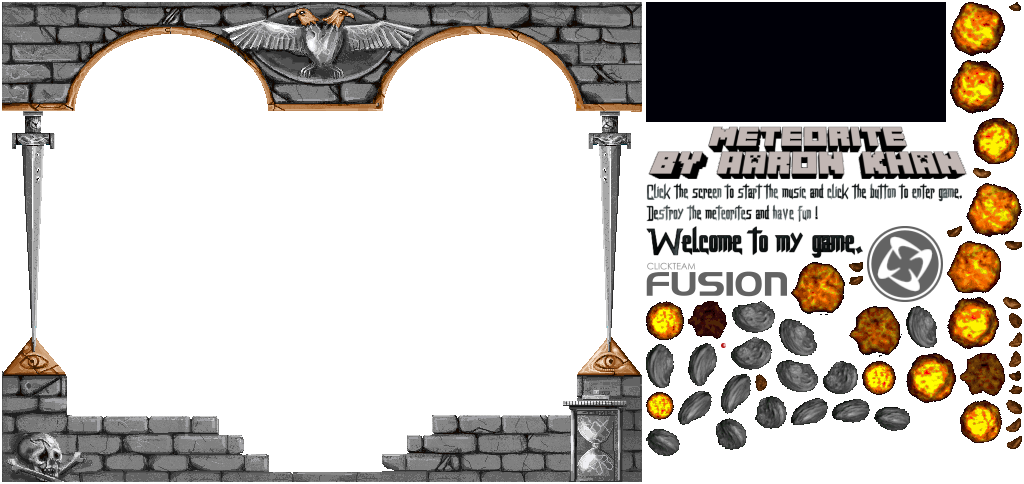 METEORITE
BY AARON KHAN
Click the screen to start the music and click the button to enter game.
Destroy the meteorites and have fun !
Welcome to my game.
CLICKTEAM
FUSION